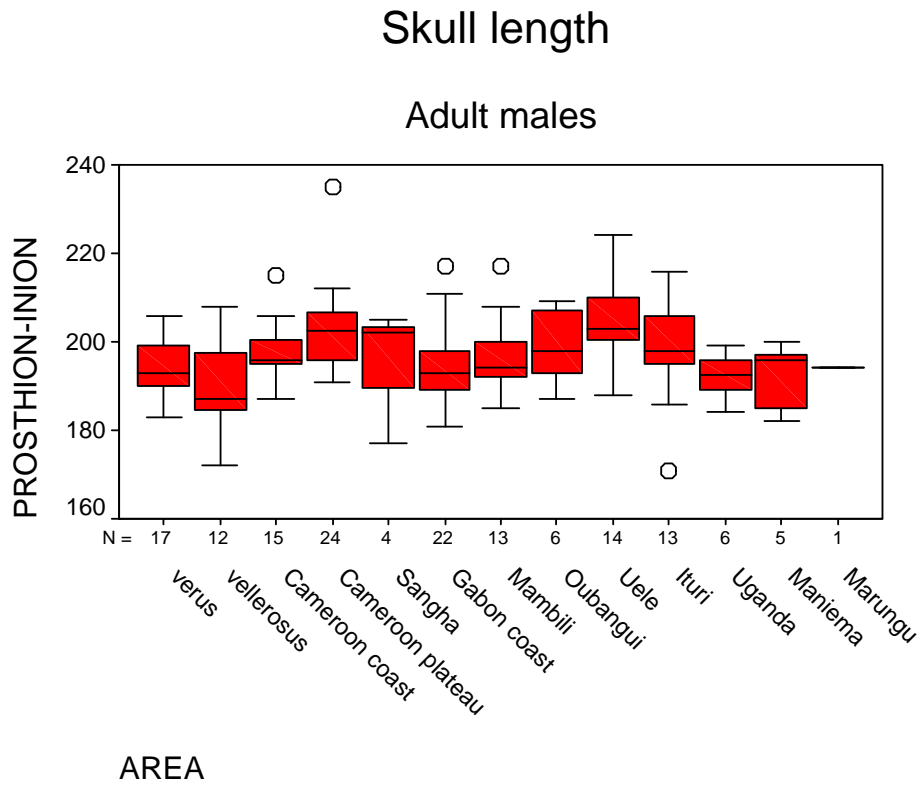 Skull length
Adult males
PROSTHION-INION
240
220
200
180
160
N = 17 12 15 24 4 22 13 6 14 13 6 5 1
verus
vellerosus
Cameroon coast
Cameroon plateau
Sangha
Gabon coast
Mambili
Oubangui
Uele
Ituri
Uganda
Maniema
Marungu
AREA